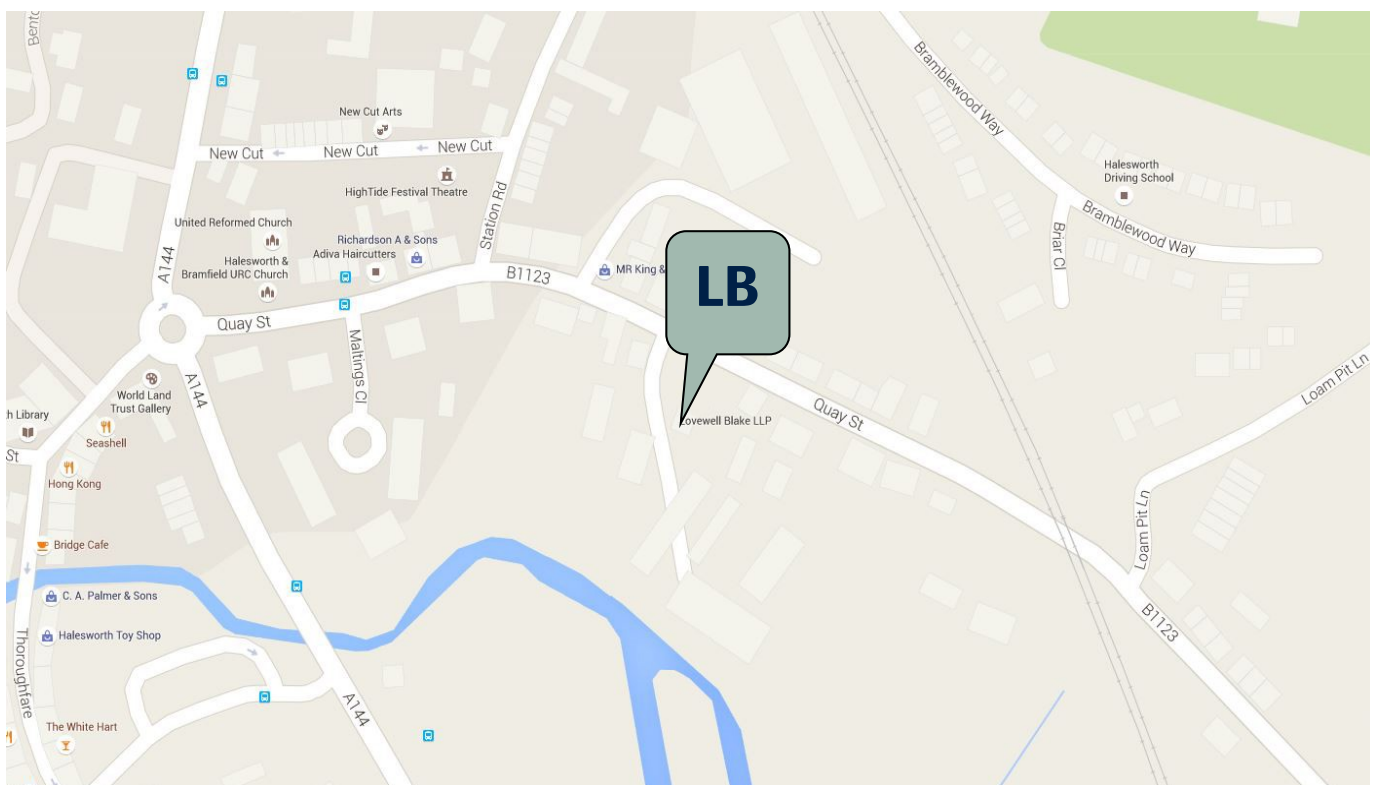 Bramblewood Way
New Cut Arts
New Cut
New Cut
New Cut
HighTide Festival Theatre
Halesworth
Driving School
Station Rd
Bramblewood Way
Briar Cl
United Reformed Church
Richardson A & Sons
Adiva Haircutters
Halesworth &
Bramfield URC Church
A144
B1123
MR King &
LB
Quay St
Maltings Cl
A144
World Land
Trust Gallery
Loam Pit Ln
Library
Seashell
St
Hong Kong
ovewell Blake LLP
Quay St
Loam Pit Ln
Bridge Cafe
C. A. Palmer & Sons
Halesworth Toy Shop
B1123
Thoroughfare
A144
The White Hart